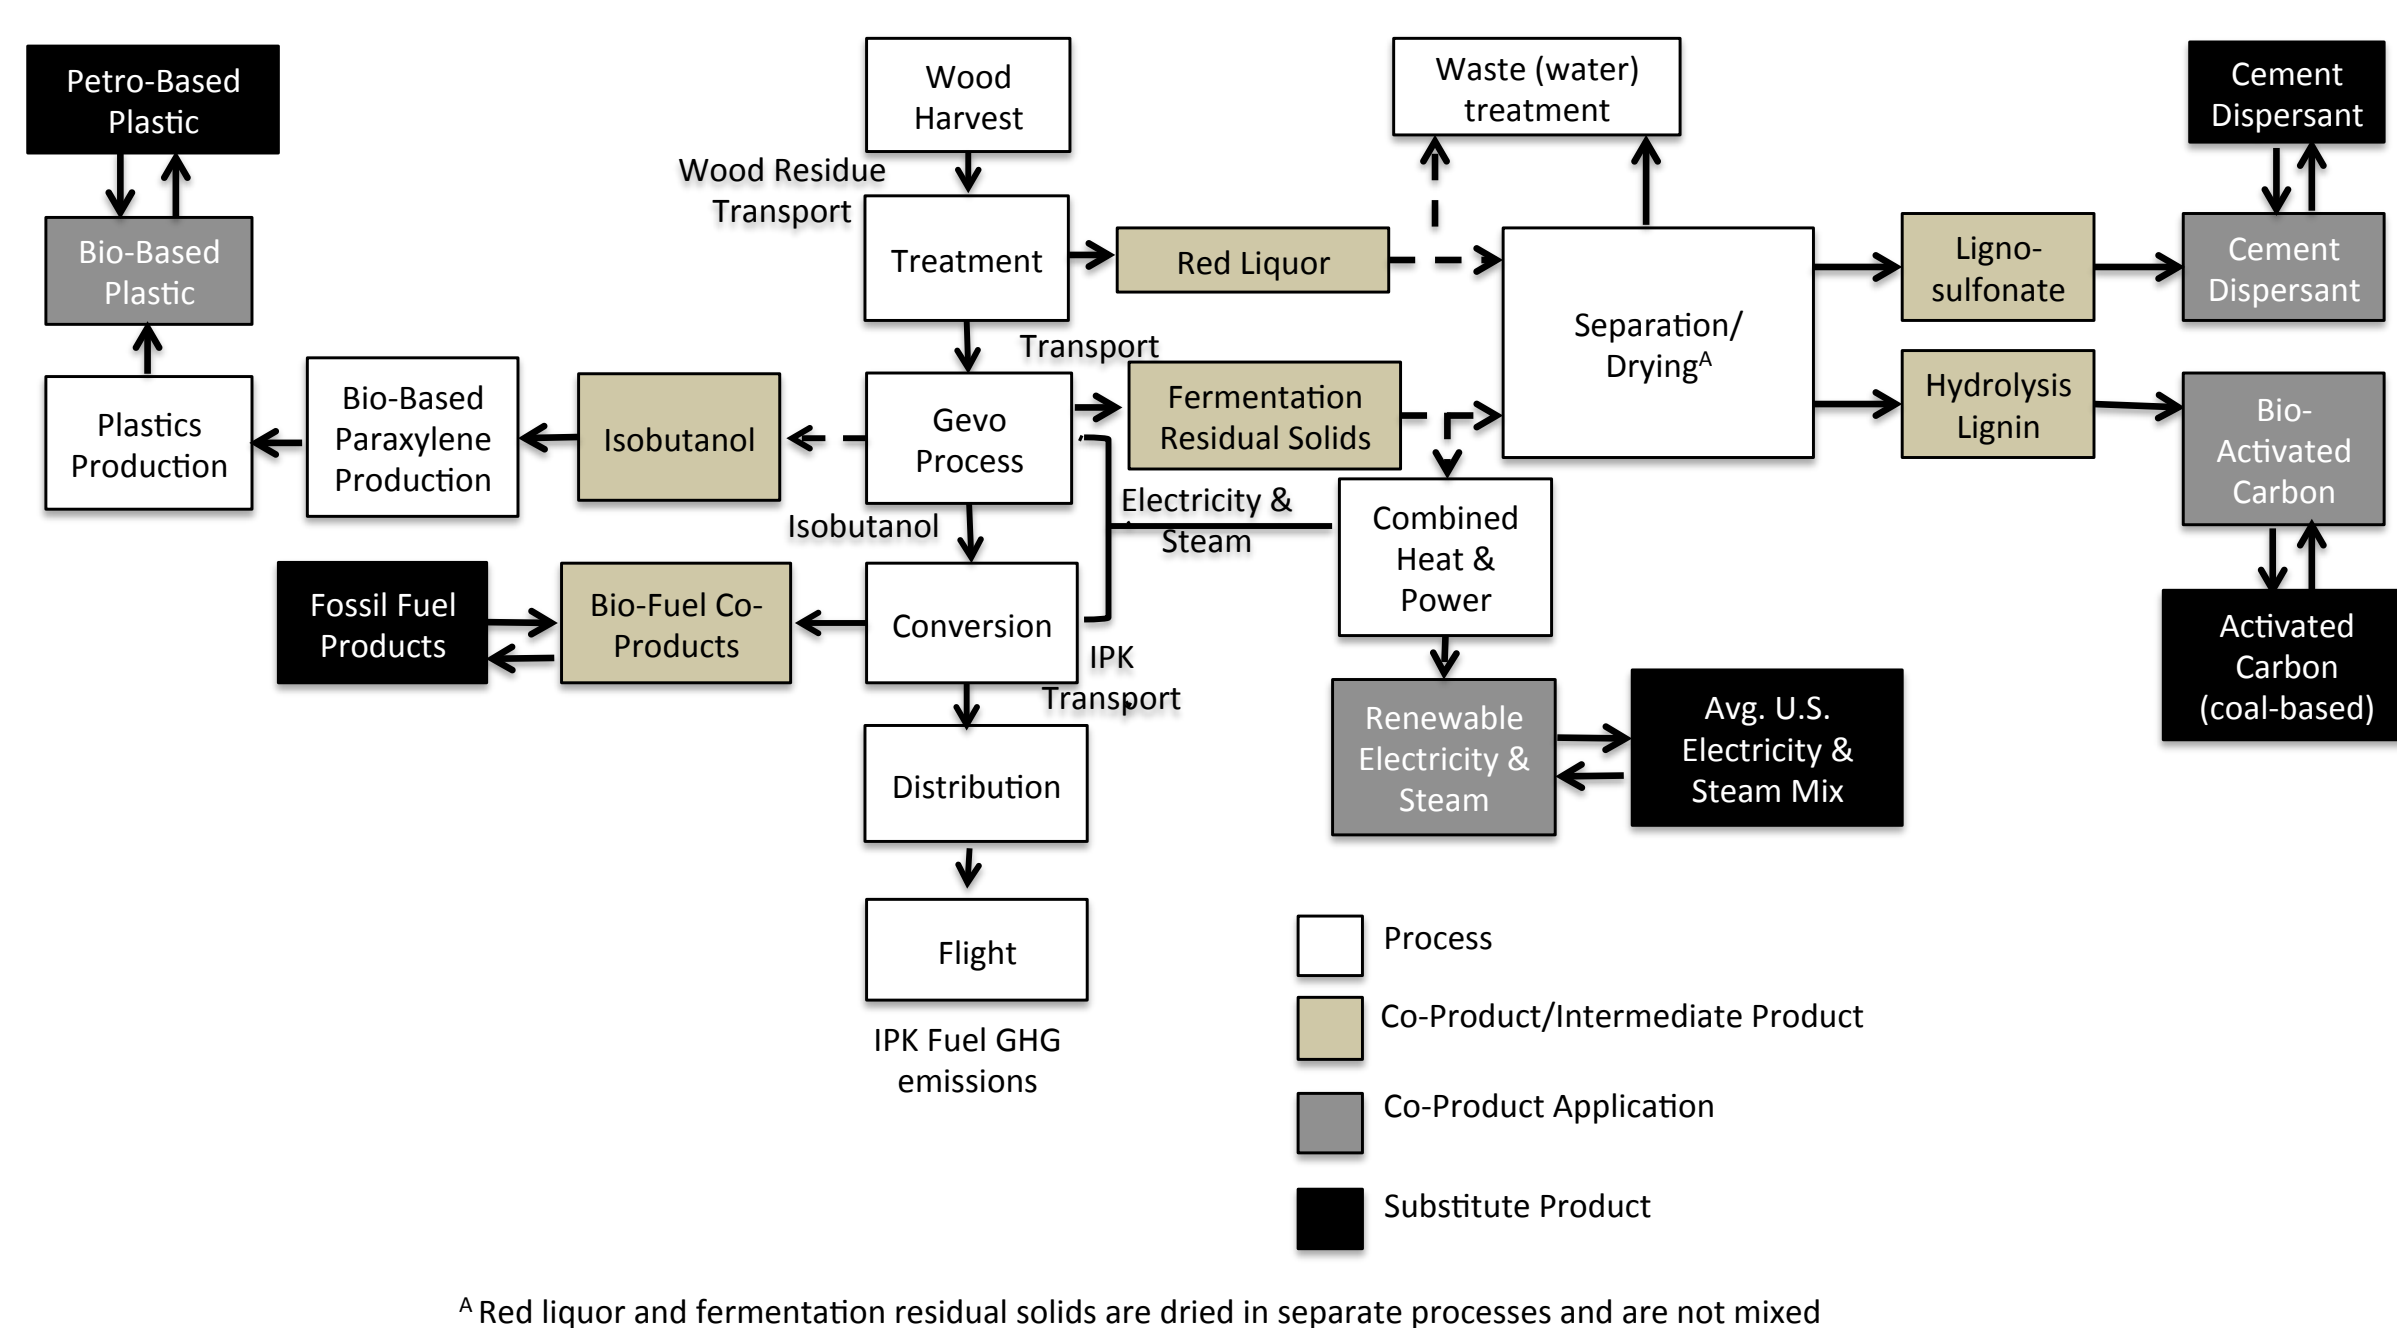 Petro-Based
Plastic
Wood
Harvest
Waste (water)
treatment
Cement
Dispersant
Wood Residue
Transport
Bio-Based
Plastic
Treatment
Red Liquor
Separation/
Drying^A
Ligno-
sulfonate
Cement
Dispersant
Transport
Plastics
Production
Bio-Based
Paraxylene
Production
Isobutanol
Gevo
Process
Fermentation
Residual Solids
Hydrolysis
Lignin
Bio-
Activated
Carbon
Isobutanol
Electricity &
Steam
Combined
Heat &
Power
Fossil Fuel
Products
Bio-Fuel Co-
Products
Conversion
IPK
Transport
Activated
Carbon
(coal-based)
Distribution
Renewable
Electricity &
Steam
Avg. U.S.
Electricity &
Steam Mix
Flight
IPK Fuel GHG
emissions
Process
Co-Product/Intermediate Product
Co-Product Application
Substitute Product
A Red liquor and fermentation residual solids are dried in separate processes and are not mixed